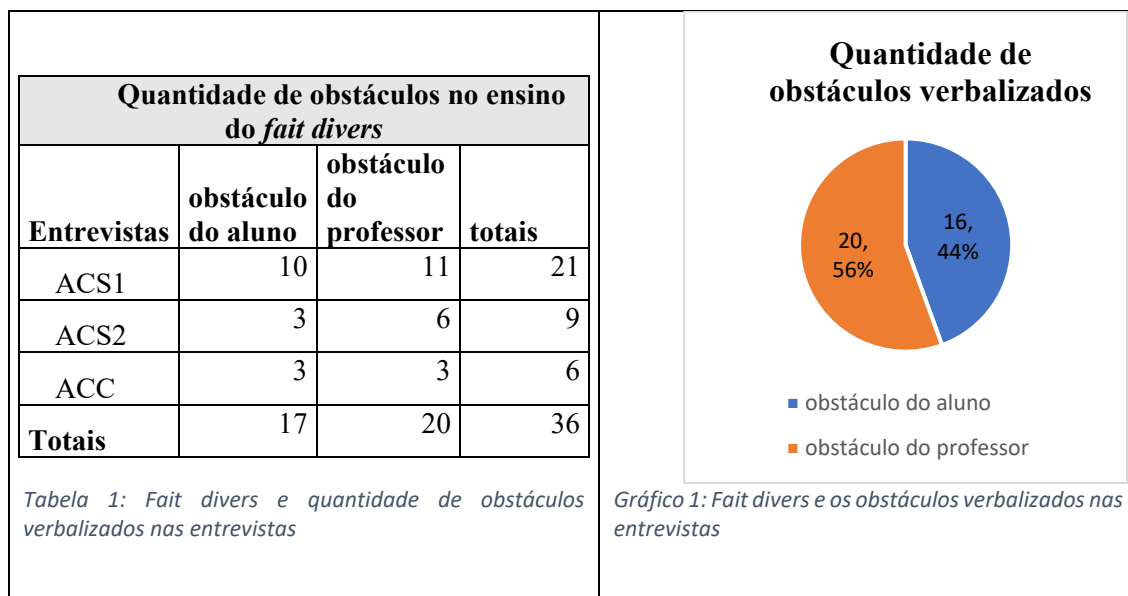 Quantidade de obstáculos no ensino
do fait divers
Entrevistas obstáculo do aluno obstáculo do professor totais
ACS1 10 11 21
ACS2 3 6 9
ACC 3 3 6
Totais 17 20 36
Tabela 1: Fait divers e quantidade de obstáculos
verbalizados nas entrevistas
Quantidade de
obstáculos verbalizados
16,
44%
20,
56%
obstáculo do aluno
obstáculo do professor
Gráfico 1: Fait divers e os obstáculos verbalizados nas
entrevistas